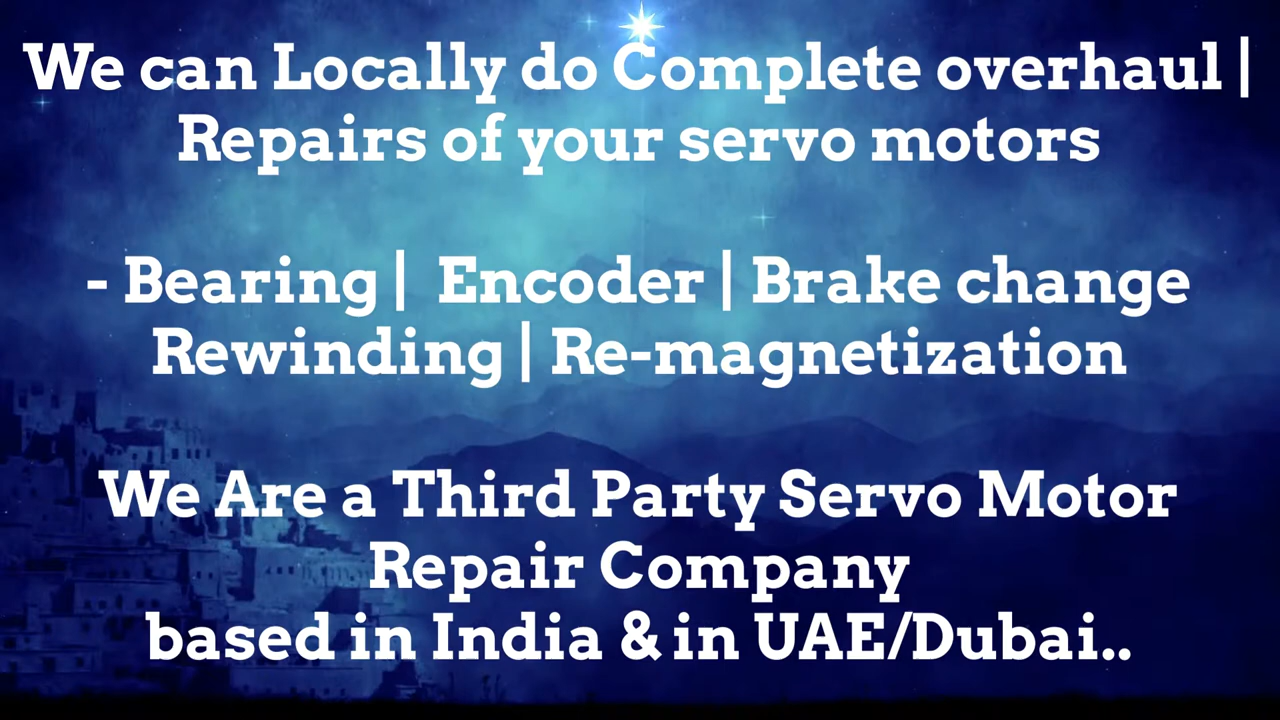 We can Locally do Complete overhaul |
Repairs of your servo motors
- Bearing | Encoder | Brake change
Rewinding | Re-magnetization
We Are a Third Party Servo Motor
Repair Company
based in India & in UAE/Dubai..